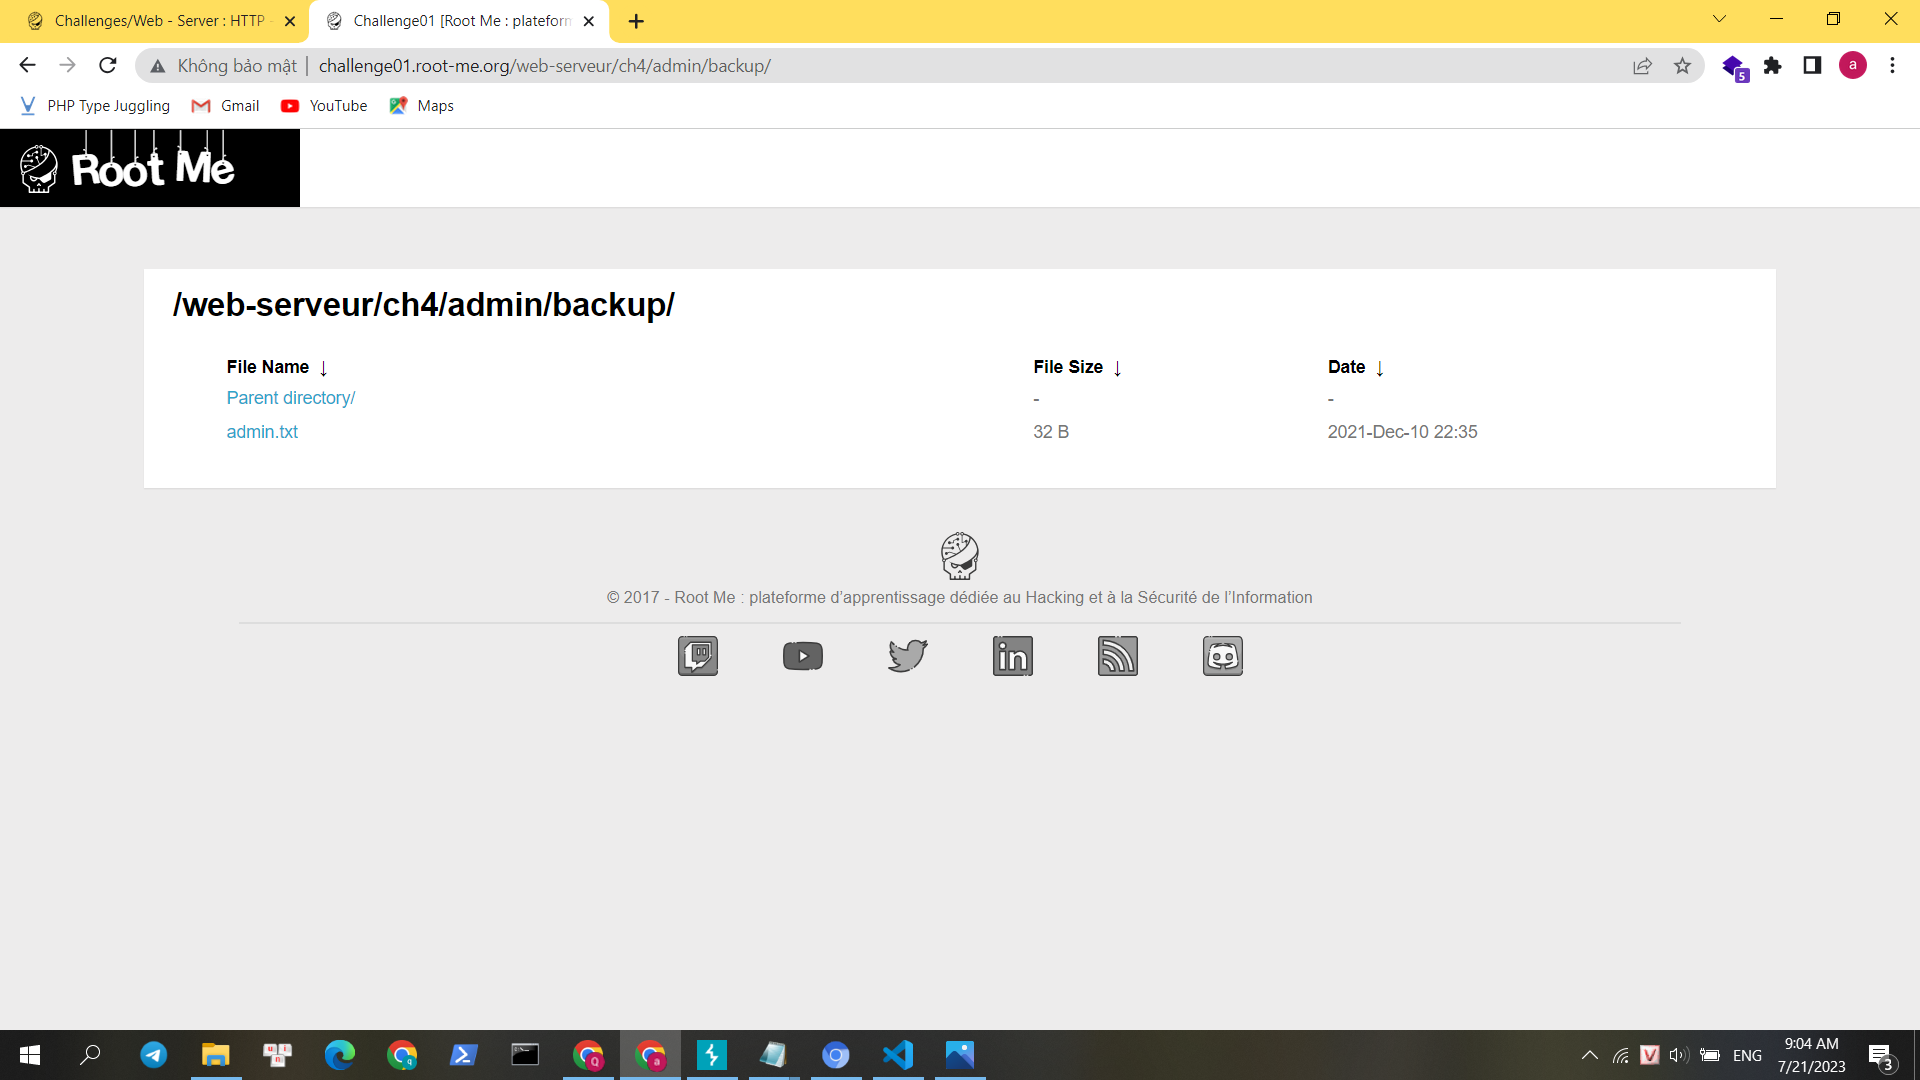 Challenges/Web - Server : HTTP -
Challenge01 [Root Me : plateform
Không bảo mật
challenge01.root-me.org/web-serveur/ch4/admin/backup/
5
a
PHP Type Juggling
Gmail
YouTube
Maps
Root Me
/web-serveur/ch4/admin/backup/
File Name ↓
File Size ↓
Date ↓
Parent directory/
-
-
admin.txt
32 B
2021-Dec-10 22:35
© 2017 - Root Me : plateforme d’apprentissage dédiée au Hacking et à la Sécurité de l’Information
ENG
9:04 AM
7/21/2023
3